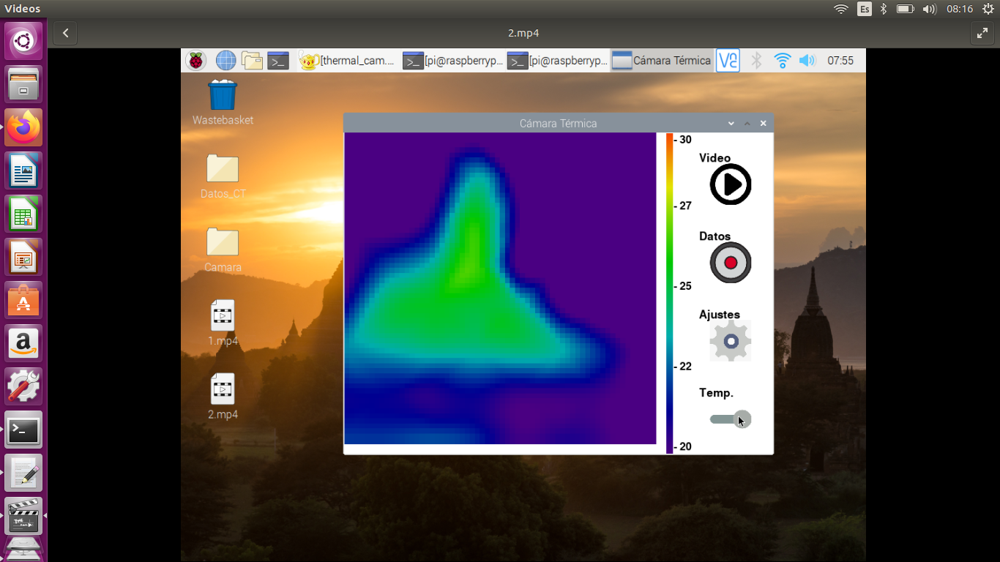 Videos
Es
08:16
2.mp4
[thermal_cam....
[pi@raspberryp...
[pi@raspberryp...
Cámara Térmica
VC
07:55
Wastebasket
Datos_CT
Camara
1.mp4
2.mp4
Cámara Térmica
- 30
- 27
- 25
- 22
- 20
Video
Datos
Ajustes
Temp.